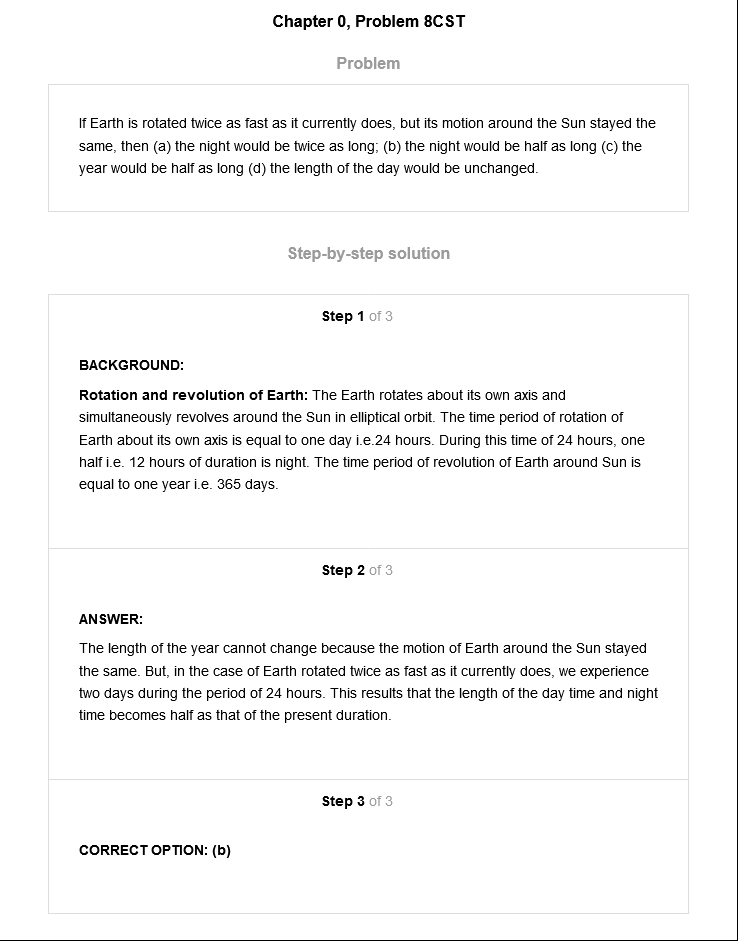 Chapter 0, Problem 8CST
Problem
If Earth is rotated twice as fast as it currently does, but its motion around the Sun stayed the
same, then (a) the night would be twice as long; (b) the night would be half as long (c) the
year would be half as long (d) the length of the day would be unchanged.
Step-by-step solution
Step 1 of 3
BACKGROUND:
Rotation and revolution of Earth: The Earth rotates about its own axis and
simultaneously revolves around the Sun in elliptical orbit. The time period of rotation of
Earth about its own axis is equal to one day i.e.24 hours. During this time of 24 hours, one
half i.e. 12 hours of duration is night. The time period of revolution of Earth around Sun is
equal to one year i.e. 365 days.
Step 2 of 3
ANSWER:
The length of the year cannot change because the motion of Earth around the Sun stayed
the same. But, in the case of Earth rotated twice as fast as it currently does, we experience
two days during the period of 24 hours. This results that the length of the day time and night
time becomes half as that of the present duration.
Step 3 of 3
CORRECT OPTION: (b)